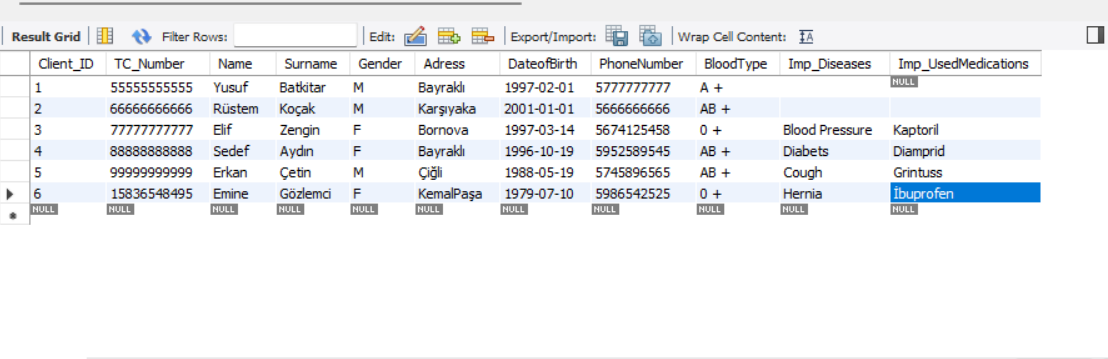 Result Grid Filter Rows: Edit: Export/Import: Wrap Cell Content: IA
Client_ID TC_Number Name Surname Gender Adress DateofBirth PhoneNumber BloodType Imp_Diseases Imp_UsedMedications
1 55555555555 Yusuf Batkitar M Bayraklı 1997-02-01 5777777777 A + NULL
2 66666666666 Rüstem Koçak M Karşıyaka 2001-01-01 5666666666 AB +
3 77777777777 Elif Zengin F Bornova 1997-03-14 5674125458 0 + Blood Pressure Kaptoril
4 88888888888 Sedef Aydın F Bayraklı 1996-10-19 5952589545 AB + Diabets Diamprid
5 99999999999 Erkan Çetin M Çiğli 1988-05-19 5745896565 AB + Cough Grintuss
6 15836548495 Emine Gözlemci F KemalPaşa 1979-07-10 5986542525 0 + Hernia İbuprofen
NULL NULL NULL NULL NULL NULL NULL NULL NULL NULL NULL